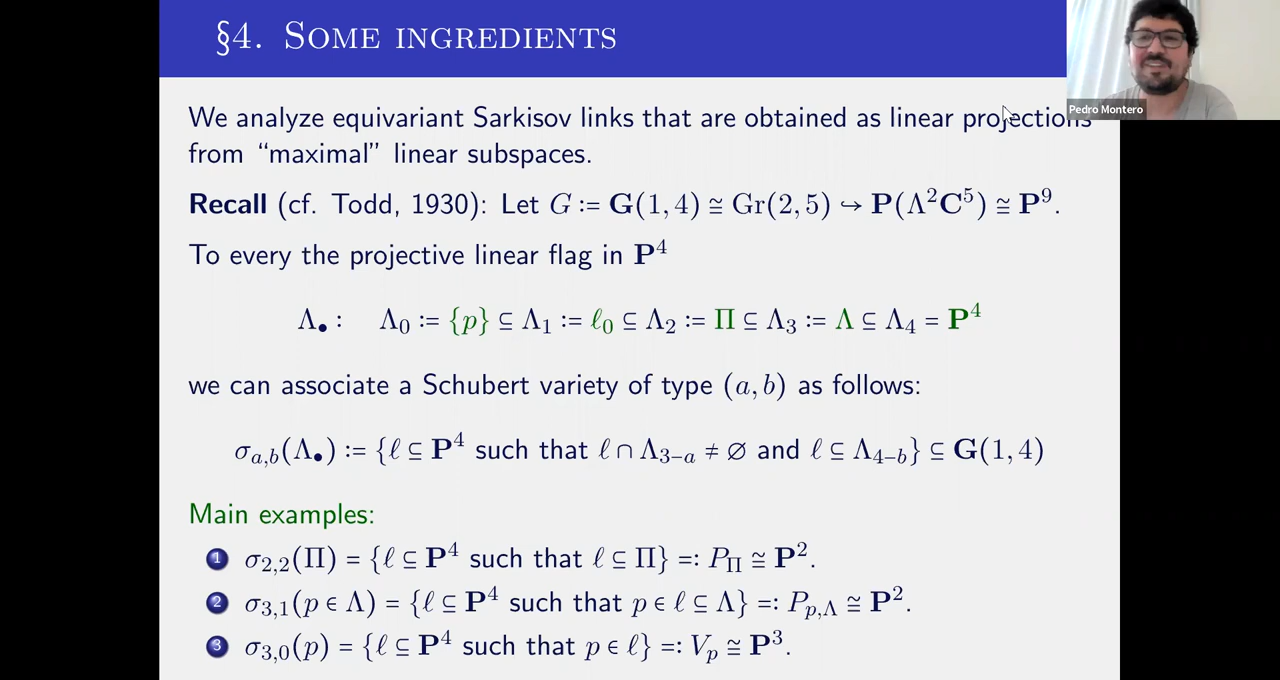 §4. Some ingredients
Pedro Montero
We analyze equivariant Sarkisov links that are obtained as linear projections
from “maximal” linear subspaces.
Recall (cf. Todd, 1930): Let G := G(1, 4) ≅ Gr(2, 5) ↪ P(Λ²C⁵) ≅ P⁹.
To every the projective linear flag in P⁴
Λ• : Λ₀ := {p} ⊆ Λ₁ := ℓ₀ ⊆ Λ₂ := Π ⊆ Λ₃ := Λ ⊆ Λ₄ = P⁴
we can associate a Schubert variety of type (a, b) as follows:
σ_{a,b}(Λ•) := {ℓ ⊆ P⁴ such that ℓ ∩ Λ_{3−a} ≠ ∅ and ℓ ⊆ Λ_{4−b}} ⊆ G(1, 4)
Main examples:
1 σ_{2,2}(Π) = {ℓ ⊆ P⁴ such that ℓ ⊆ Π} =: P_Π ≅ P².
2 σ_{3,1}(p ∈ Λ) = {ℓ ⊆ P⁴ such that p ∈ ℓ ⊆ Λ} =: P_{p,Λ} ≅ P².
3 σ_{3,0}(p) = {ℓ ⊆ P⁴ such that p ∈ ℓ} =: V_p ≅ P³.